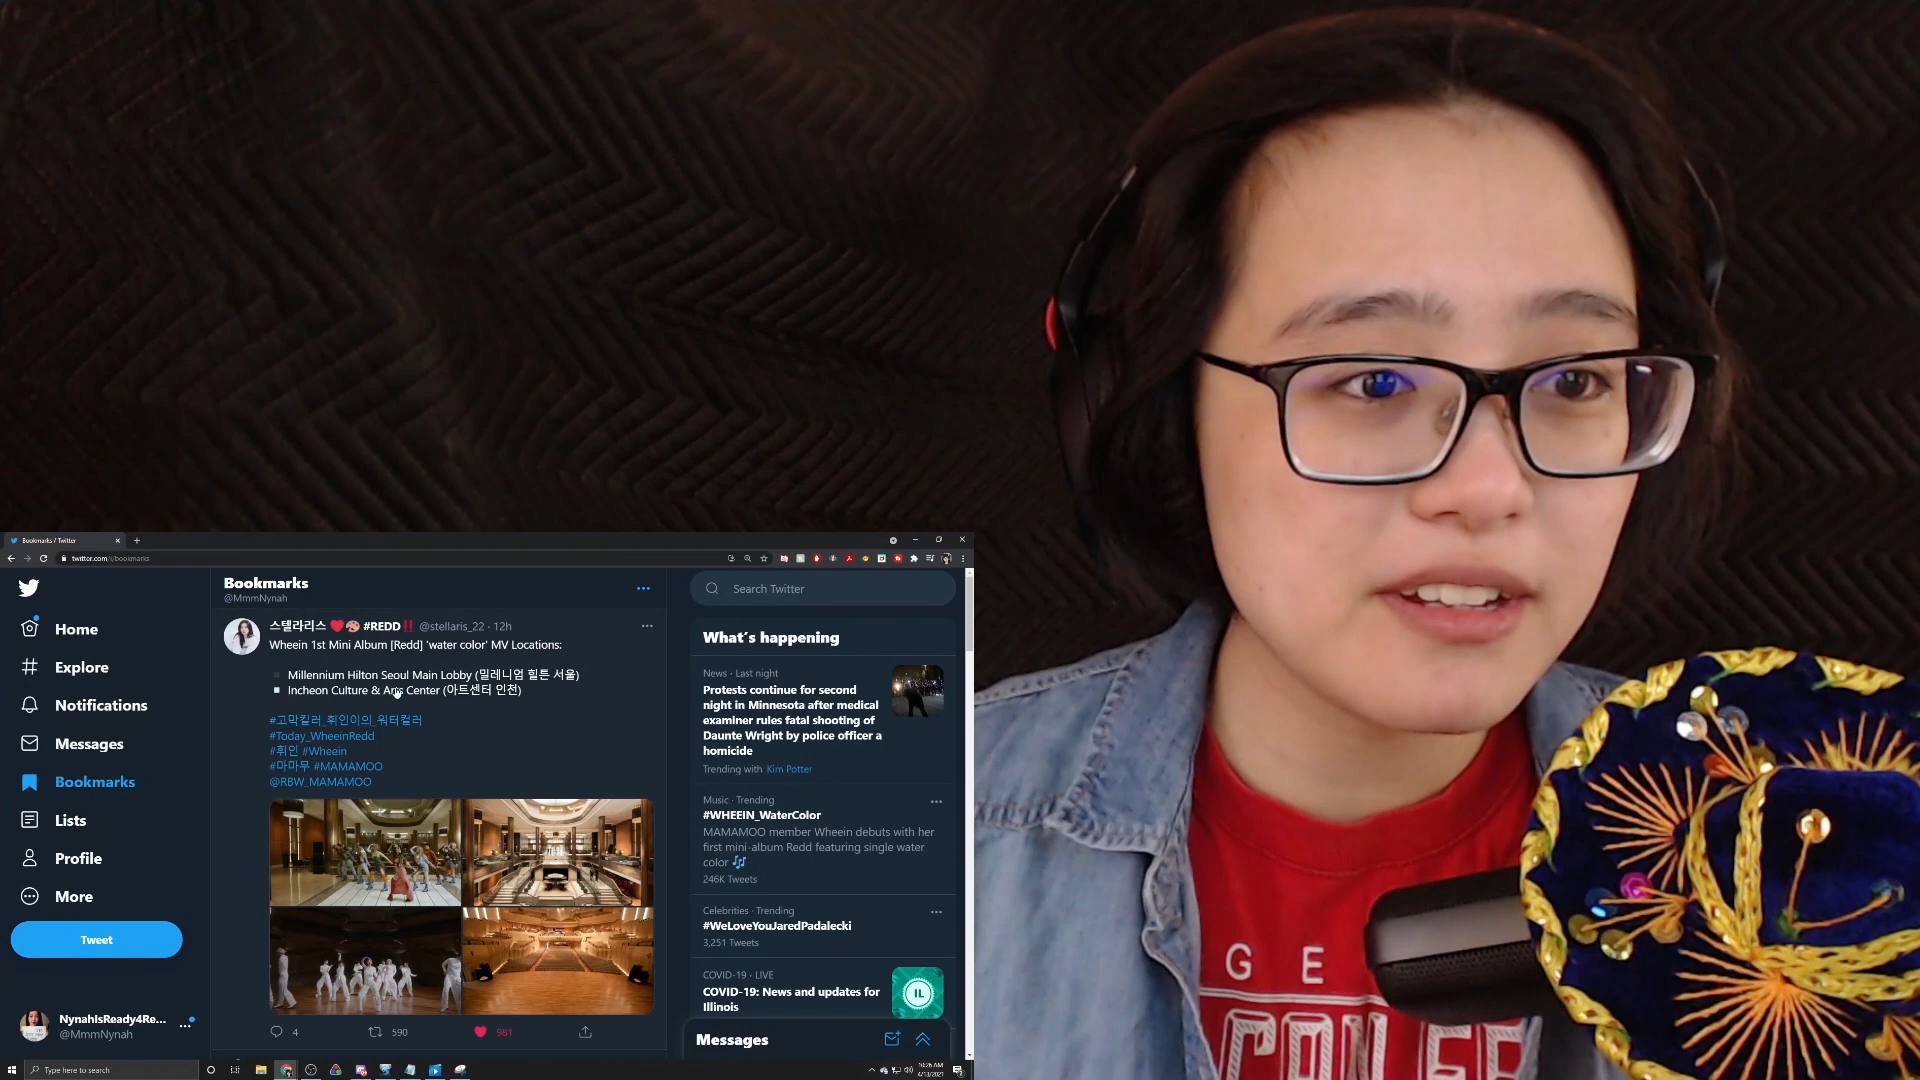 Bookmarks / Twitter
twitter.com/i/bookmarks
Home
Explore
Notifications
Messages
Bookmarks
Lists
Profile
More
Tweet
NynahIsReady4Re...
@MmmNynah
Bookmarks
@MmmNynah
스텔라리스 ❤️🎨 #REDD‼️ @stellaris_22 · 12h
Wheein 1st Mini Album [Redd] 'water color' MV Locations:
▪ Millennium Hilton Seoul Main Lobby (밀레니엄 힐튼 서울)
▪ Incheon Culture & Arts Center (아트센터 인천)
#고막킬러_휘인이의_워터컬러
#Today_WheeinRedd
#휘인 #Wheein
#마마무 #MAMAMOO
@RBW_MAMAMOO
4 590 981
Search Twitter
What's happening
News · Last night
Protests continue for second
night in Minnesota after medical
examiner rules fatal shooting of
Daunte Wright by police officer a
homicide
Trending with Kim Potter
Music · Trending
#WHEEIN_WaterColor
MAMAMOO member Wheein debuts with her
first mini-album Redd featuring single water
color 🎶
246K Tweets
Celebrities · Trending
#WeLoveYouJaredPadalecki
3,251 Tweets
COVID-19 · LIVE
COVID-19: News and updates for
Illinois
IL
Messages
Type here to search
10:26 AM
4/13/2021
G E